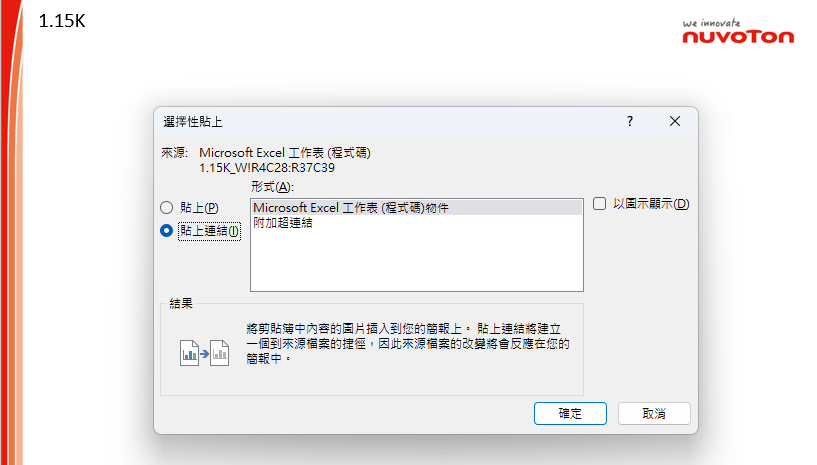 1.15K
we innovate
nuvoTon
選擇性貼上
?
來源: Microsoft Excel 工作表 (程式碼)
1.15K_W!R4C28:R37C39
形式(A):
貼上(P)
貼上連結(I)
Microsoft Excel 工作表 (程式碼)物件
附加超連結
以圖示顯示(D)
結果
將剪貼簿中內容的圖片插入到您的簡報上。 貼上連結將建立
一個到來源檔案的捷徑，因此來源檔案的改變將會反應在您的
簡報中。
確定
取消